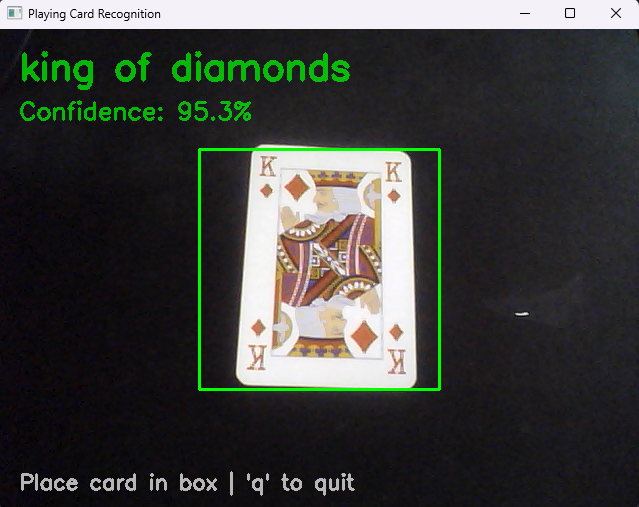 Playing Card Recognition
king of diamonds
Confidence: 95.3%
K K
K K
Place card in box | 'q' to quit